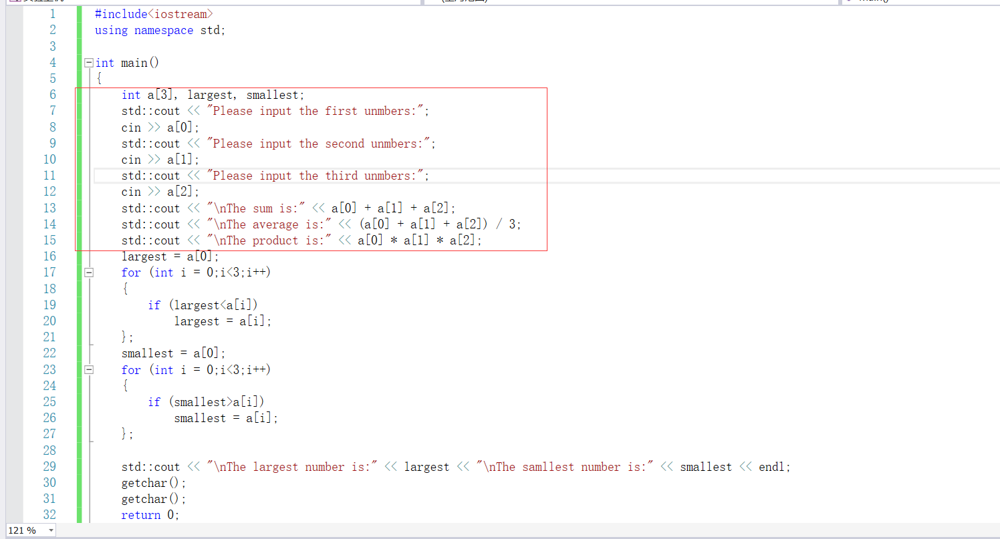 1 #include<iostream>
2 using namespace std;
3
4 int main()
5 {
6 int a[3], largest, smallest;
7 std::cout << "Please input the first unmbers:";
8 cin >> a[0];
9 std::cout << "Please input the second unmbers:";
10 cin >> a[1];
11 std::cout << "Please input the third unmbers:";
12 cin >> a[2];
13 std::cout << "\nThe sum is:" << a[0] + a[1] + a[2];
14 std::cout << "\nThe average is:" << (a[0] + a[1] + a[2]) / 3;
15 std::cout << "\nThe product is:" << a[0] * a[1] * a[2];
16 largest = a[0];
17 for (int i = 0;i<3;i++)
18 {
19 if (largest<a[i])
20 largest = a[i];
21 };
22 smallest = a[0];
23 for (int i = 0;i<3;i++)
24 {
25 if (smallest>a[i])
26 smallest = a[i];
27 };
28
29 std::cout << "\nThe largest number is:" << largest << "\nThe samllest number is:" << smallest << endl;
30 getchar();
31 getchar();
32 return 0;
121 %